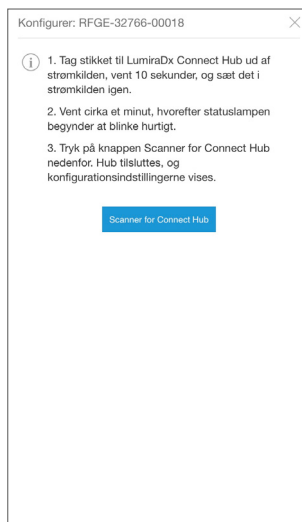 Konfigurer: RFGE-32766-00018
1. Tag stikket til LumiraDx Connect Hub ud af
strømkilden, vent 10 sekunder, og sæt det i
strømkilden igen.
2. Vent cirka et minut, hvorefter statuslampen
begynder at blinke hurtigt.
3. Tryk på knappen Scanner for Connect Hub
nedenfor. Hub tilsluttes, og
konfigurationsindstillingerne vises.
Scanner for Connect Hub